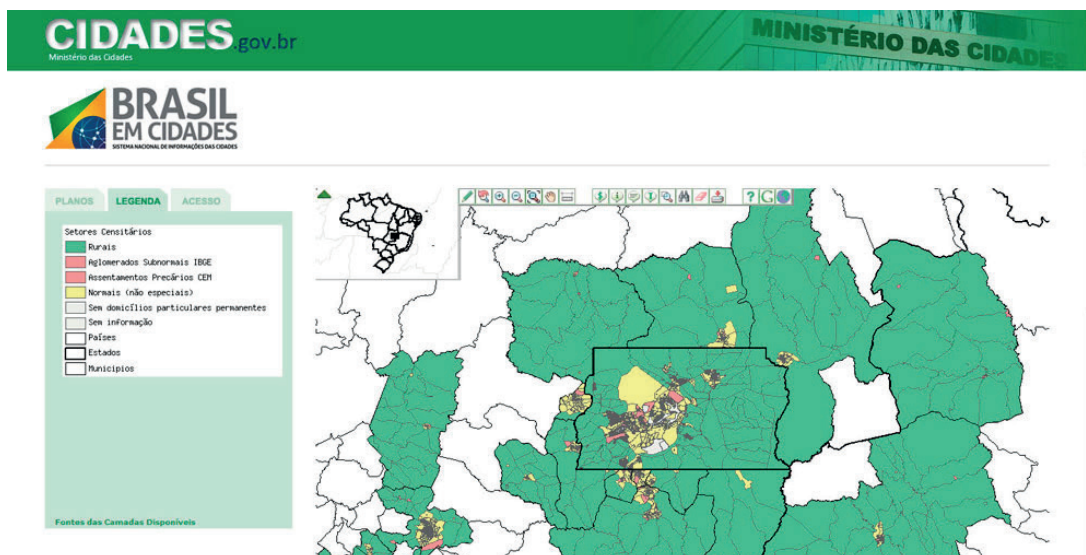 CIDADES.gov.br
Ministério das Cidades
MINISTÉRIO DAS CIDADES
BRASIL
EM CIDADES
SISTEMA NACIONAL DE INFORMAÇÕES DAS CIDADES
PLANOS LEGENDA ACESSO
Setores Censitários
Rurais
Aglomerados Subnormais IBGE
Assentamentos Precários CEM
Normais (não especiais)
Sem domicílios particulares permanentes
Sem informação
Países
Estados
Municípios
Fontes das Camadas Disponíveis